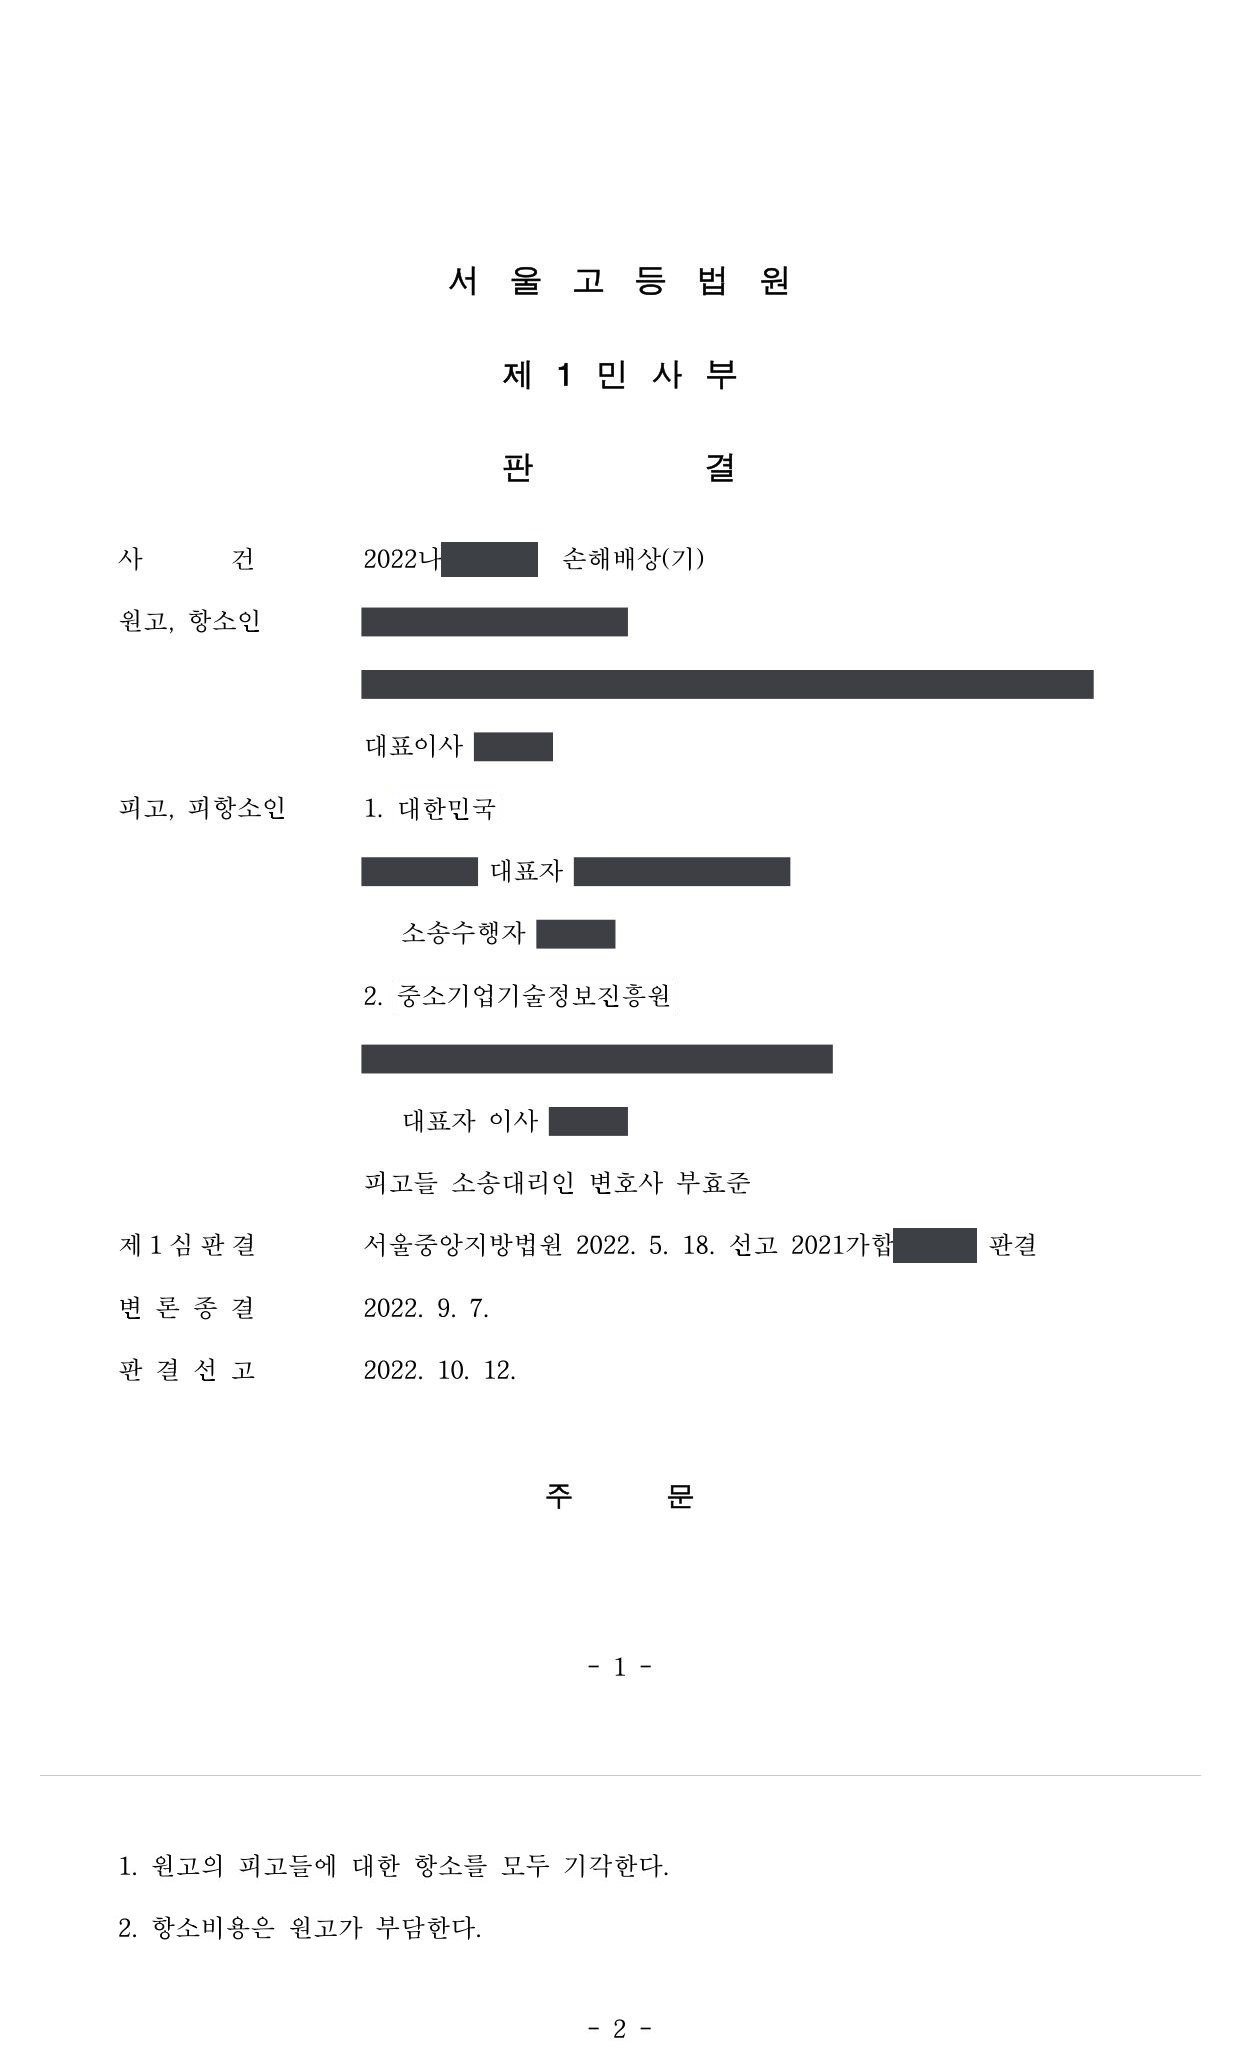 서울고등법원
제1민사부
판 결
사 건 2022나 손해배상(기)
원고, 항소인
대표이사
피고, 피항소인 1. 대한민국
대표자
소송수행자
2. 중소기업기술정보진흥원
대표자 이사
피고들 소송대리인 변호사 부효준
제1심판결 서울중앙지방법원 2022. 5. 18. 선고 2021가합 판결
변론종결 2022. 9. 7.
판결선고 2022. 10. 12.
주 문
- 1 -
1. 원고의 피고들에 대한 항소를 모두 기각한다.
2. 항소비용은 원고가 부담한다.
- 2 -